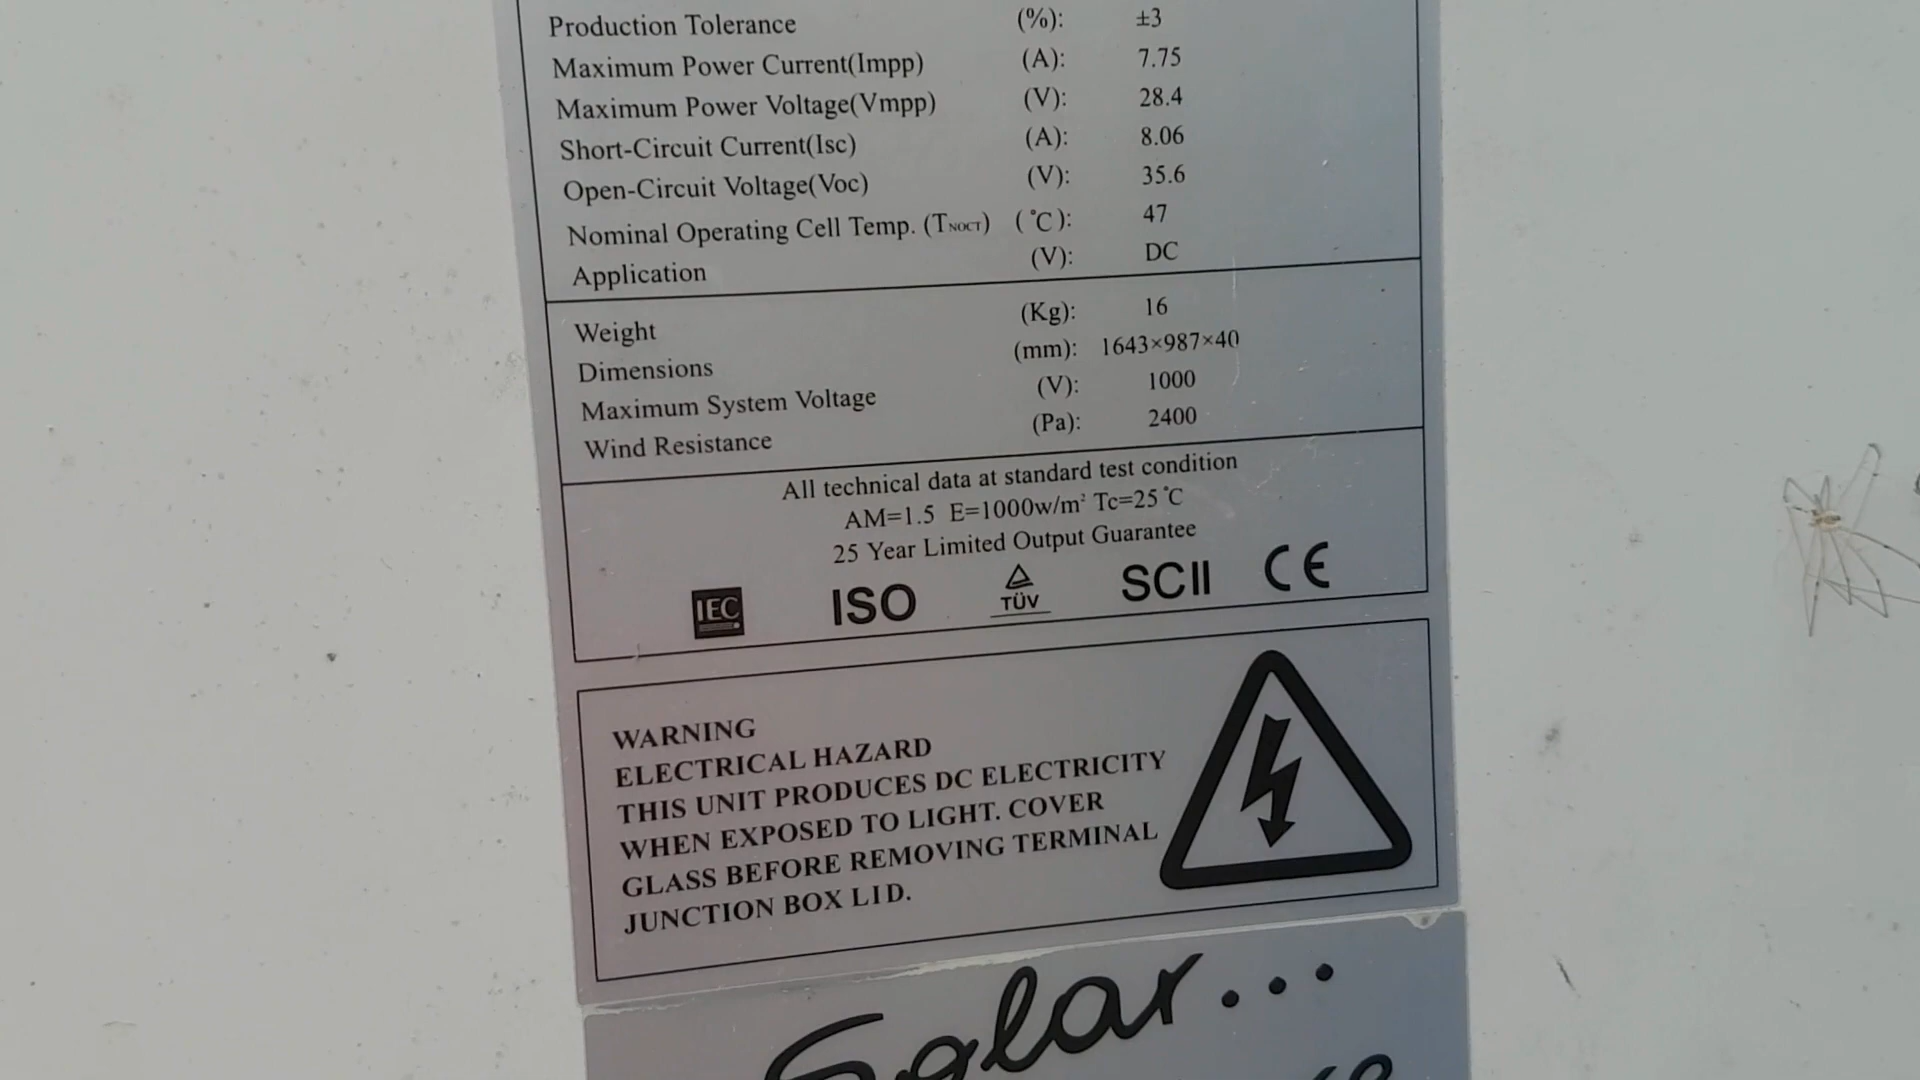 Production Tolerance (%): ±3
Maximum Power Current(Impp) (A): 7.75
Maximum Power Voltage(Vmpp) (V): 28.4
Short-Circuit Current(Isc) (A): 8.06
Open-Circuit Voltage(Voc) (V): 35.6
Nominal Operating Cell Temp. (TNOCT) (℃): 47
Application (V): DC
Weight (Kg): 16
Dimensions (mm): 1643×987×40
Maximum System Voltage (V): 1000
Wind Resistance (Pa): 2400
All technical data at standard test condition
AM=1.5 E=1000w/m² Tc=25℃
25 Year Limited Output Guarantee
IEC ISO TÜV SCII CE
WARNING
ELECTRICAL HAZARD
THIS UNIT PRODUCES DC ELECTRICITY
WHEN EXPOSED TO LIGHT. COVER
GLASS BEFORE REMOVING TERMINAL
JUNCTION BOX LID.
Solar...